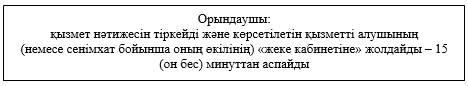 Орындаушы:
қызмет нәтижесін тіркейді және көрсетілетін қызметті алушының
(немесе сенімхат бойынша оның екілінің) «жеке кабинетіне» жолдайды – 15
(он бес) минуттан аспайды